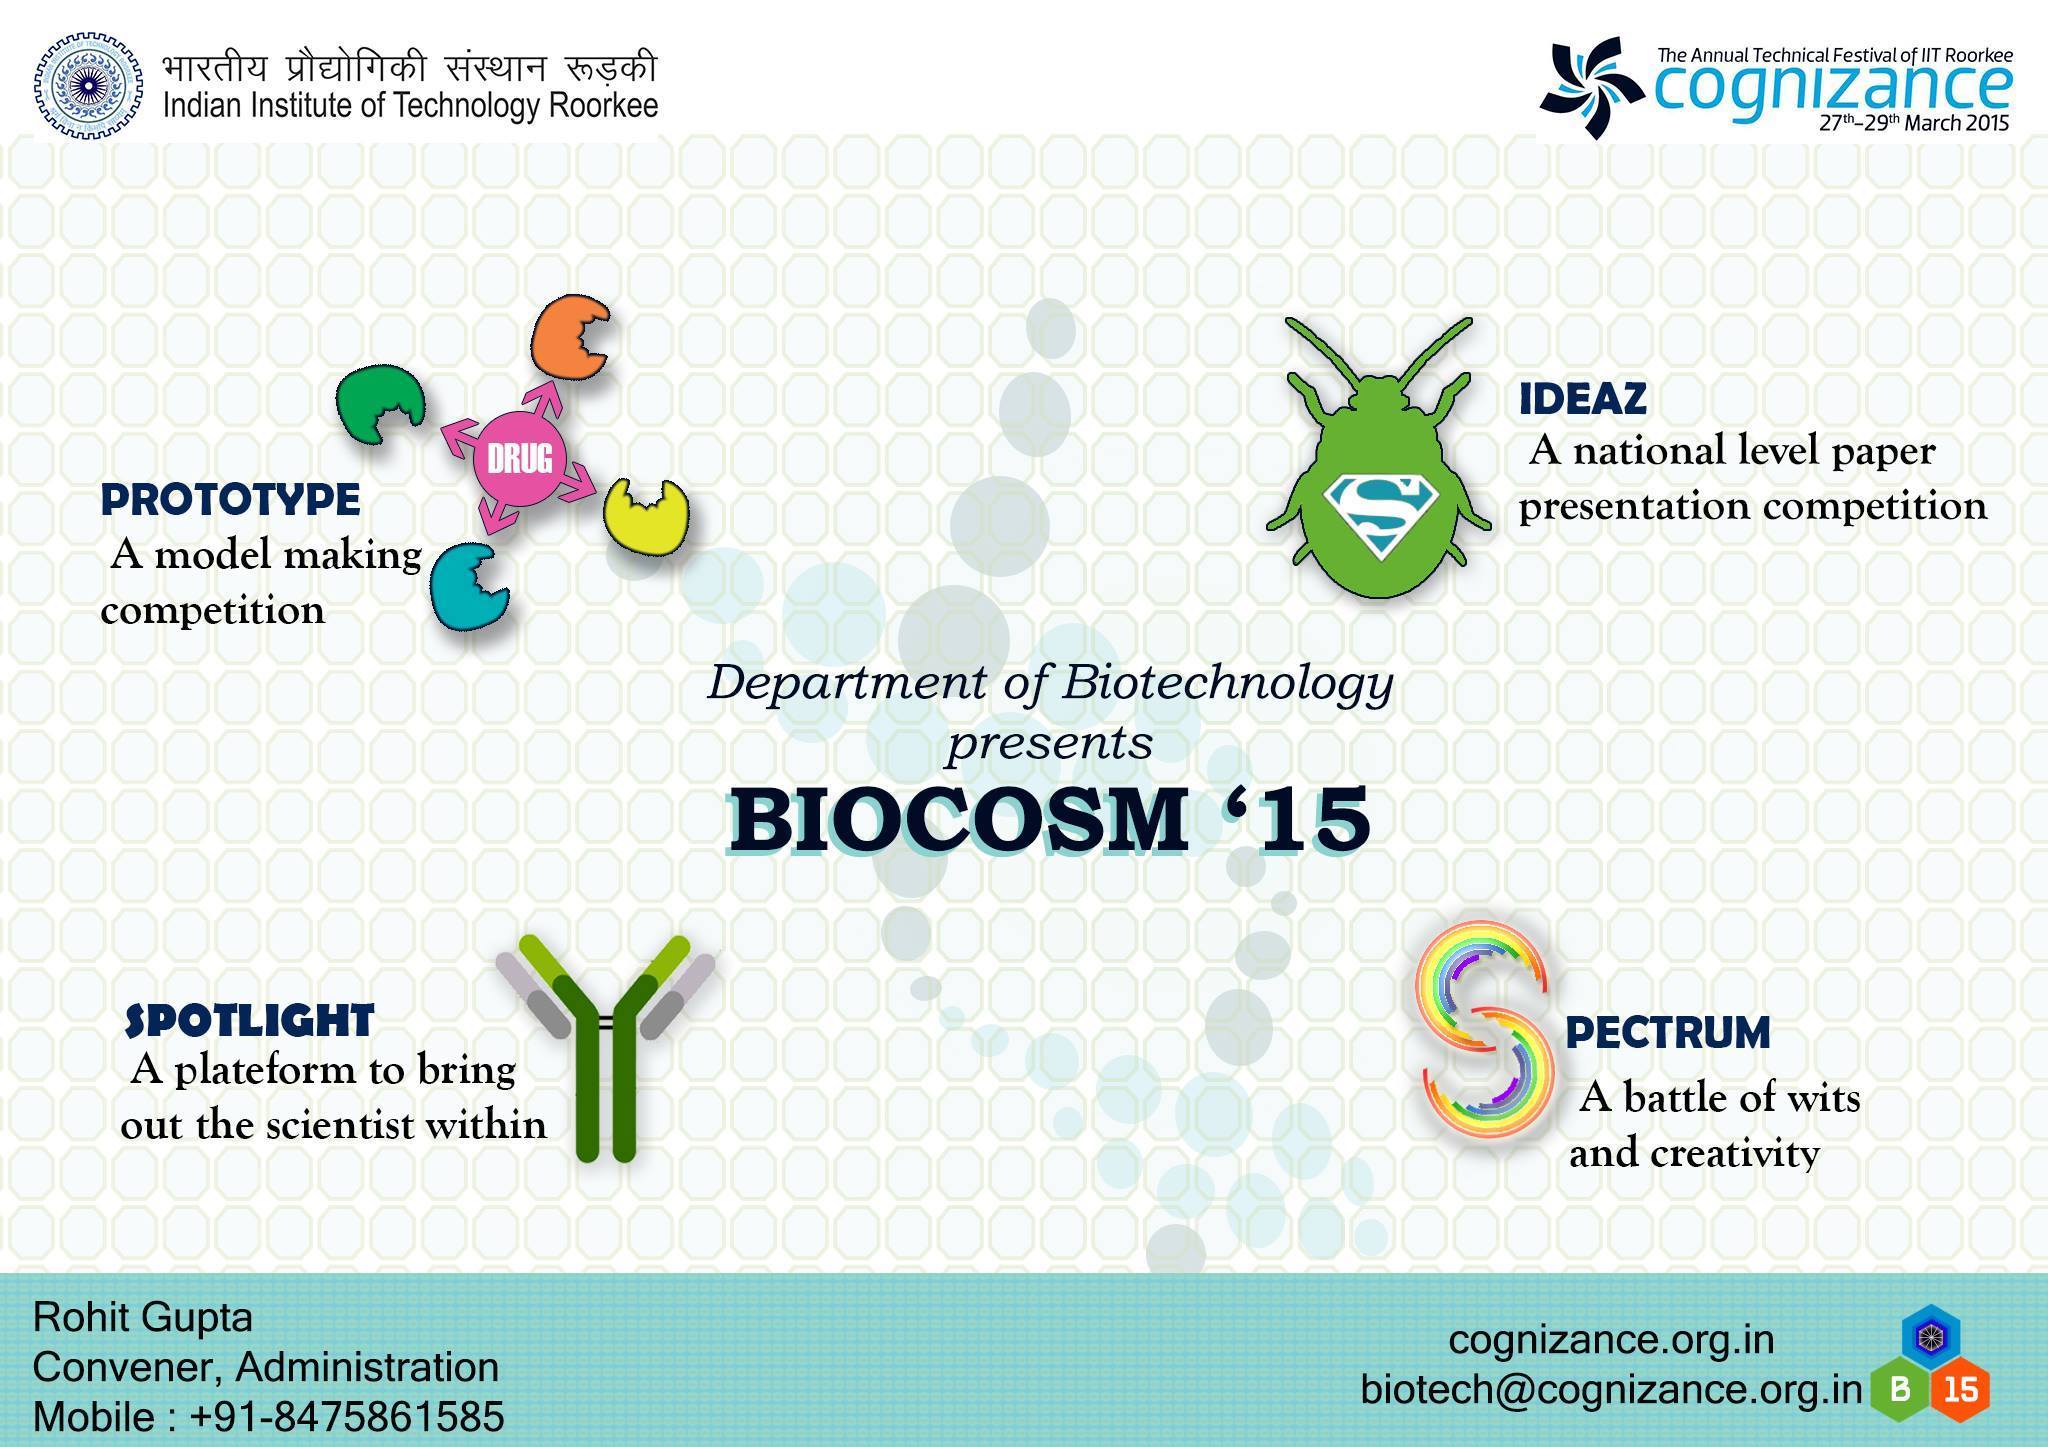 भारतीय प्रौद्योगिकी संस्थान रूड़की
Indian Institute of Technology Roorkee
The Annual Technical Festival of IIT Roorkee
cognizance
27th–29th March 2015
DRUG
PROTOTYPE
A model making
competition
S
IDEAZ
A national level paper
presentation competition
Department of Biotechnology
presents
BIOCOSM ‘15
SPOTLIGHT
A plateform to bring
out the scientist within
SPECTRUM
A battle of wits
and creativity
Rohit Gupta
Convener, Administration
Mobile : +91-8475861585
cognizance.org.in
biotech@cognizance.org.in
B 15